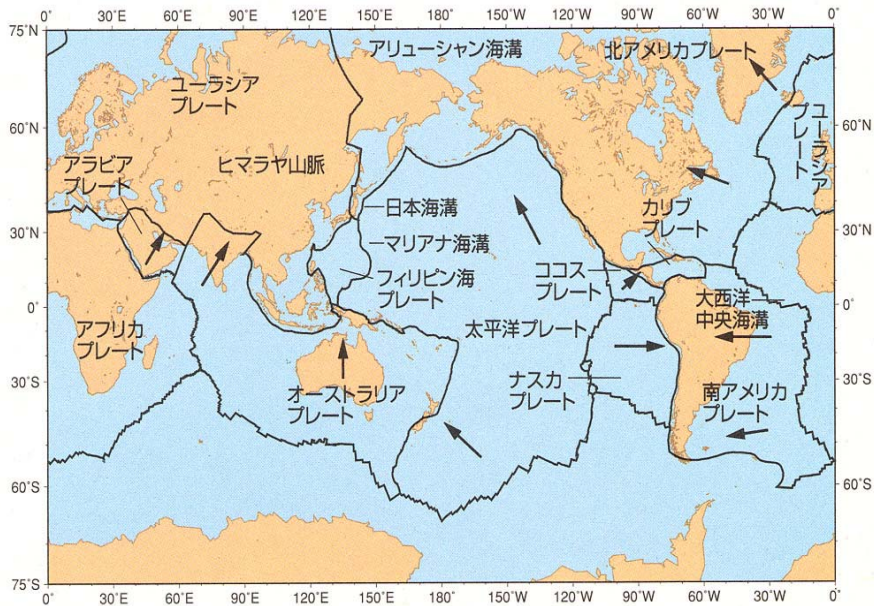 0° 30°E 60°E 90°E 120°E 150°E 180° 150°W 120°W 90°W 60°W 30°W 0°
75°N
アリューシャン海溝
北アメリカプレート
ユーラシア
プレート
ユーラシア
プレート
60°N
60°N
アラビア
プレート
ヒマラヤ山脈
日本海溝
カリブ
プレート
30°N
30°N
マリアナ海溝
フィリピン海
プレート
ココス
プレート
0°
0°
大西洋
中央海溝
アフリカ
プレート
太平洋プレート
ナスカ
プレート
30°S
30°S
オーストラリア
プレート
南アメリカ
プレート
60°S
60°S
75°S
0° 30°E 60°E 90°E 120°E 150°E 180° 150°W 120°W 90°W 60°W 30°W 0°